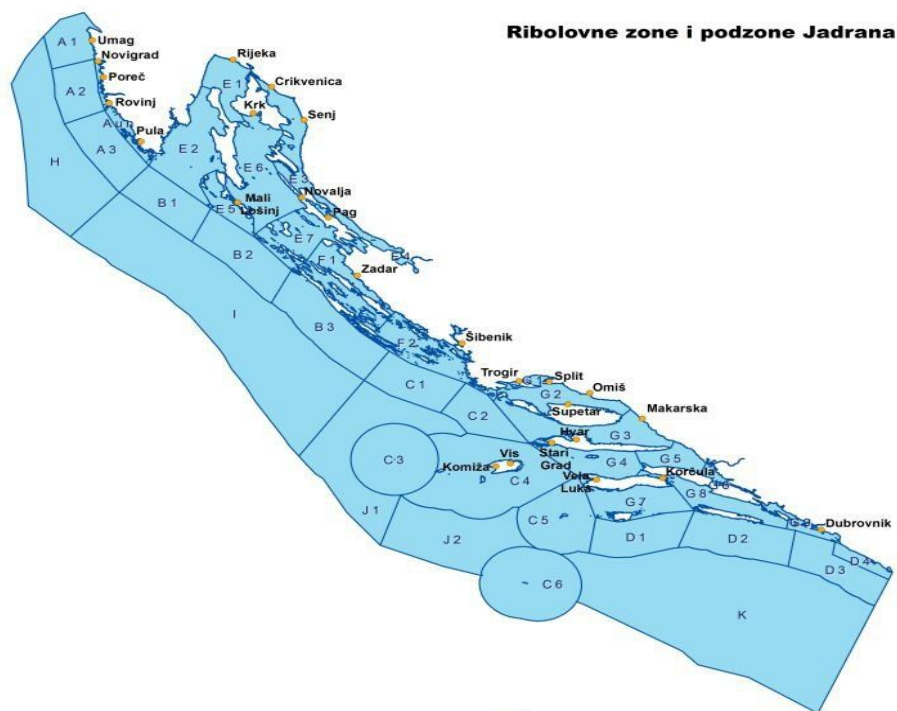 Ribolovne zone i podzone Jadrana
A 1
Umag
Novigrad
Poreč
A 2
Rovinj
Pula
A 3
H
Rijeka
E 1
Crikvenica
Krk
Senj
E 2
E 6
E 3
Novalja
Mali
Lošinj
E 5
Pag
B 1
E 7
E 4
B 2
F 1
Zadar
I
B 3
F 2
Šibenik
C 1
Trogir
Split
G 2
Omiš
Supetar
Makarska
C 2
Hvar
G 3
Stari
Grad
C 3
Vis
Komiža
C 4
G 4
G 5
Vela
Luka
Korčula
G 6
G 7
G 8
J 1
C 5
J 2
D 1
D 2
G 9
Dubrovnik
D 3
D 4
C 6
K